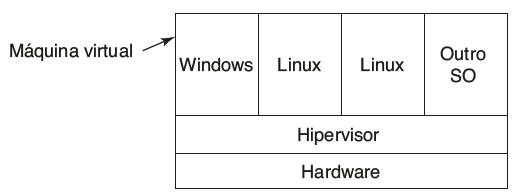 Máquina virtual
Windows
Linux
Linux
Outro
SO
Hipervisor
Hardware